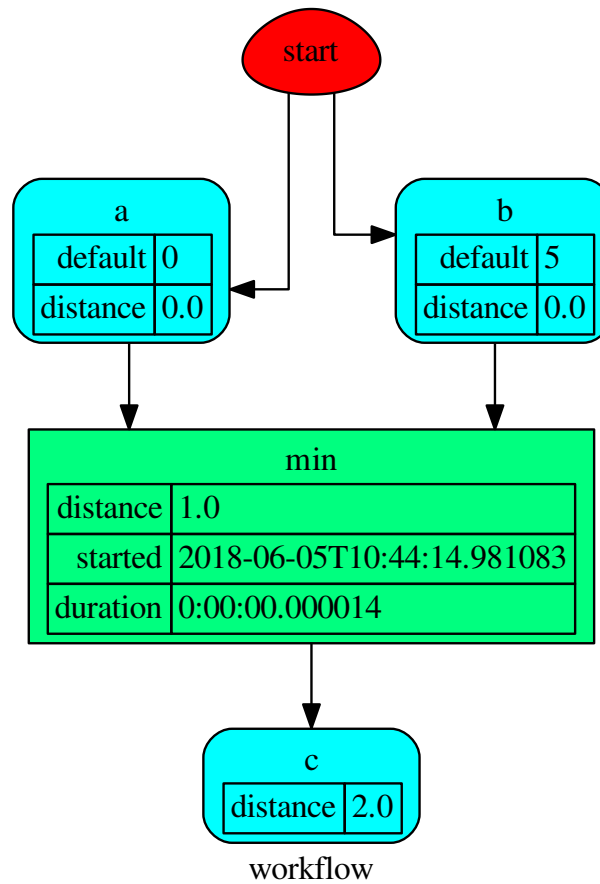 start
a
default 0
distance 0.0
b
default 5
distance 0.0
min
distance 1.0
started 2018-06-05T10:44:14.981083
duration 0:00:00.000014
c
distance 2.0
workflow